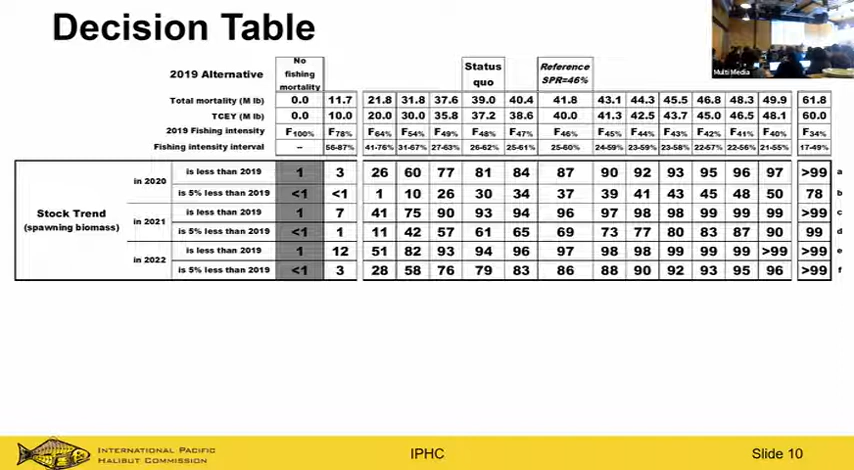 Decision Table
Multi Media
2019 Alternative No fishing mortality Status quo Reference SPR=46%
Total mortality (M lb) 0.0 11.7 21.8 31.8 37.6 39.0 40.4 41.8 43.1 44.3 45.5 46.8 48.3 49.9 61.8
TCEY (M lb) 0.0 10.0 20.0 30.0 35.8 37.2 38.6 40.0 41.3 42.5 43.7 45.0 46.5 48.1 60.0
2019 Fishing intensity F100% F78% F64% F54% F49% F48% F47% F46% F45% F44% F43% F42% F41% F40% F34%
Fishing intensity interval – 56-87% 41-76% 31-67% 27-63% 26-62% 25-61% 25-60% 24-59% 23-59% 23-58% 22-57% 22-56% 21-55% 17-49%
Stock Trend (spawning biomass)
in 2020 is less than 2019 1 3 26 60 77 81 84 87 90 92 93 95 96 97 >99 a
is 5% less than 2019 <1 <1 1 10 26 30 34 37 39 41 43 45 48 50 78 b
in 2021 is less than 2019 1 7 41 75 90 93 94 96 97 98 98 99 99 99 >99 c
is 5% less than 2019 <1 1 11 42 57 61 65 69 73 77 80 83 87 90 99 d
in 2022 is less than 2019 1 12 51 82 93 94 96 97 98 98 99 99 99 >99 >99 e
is 5% less than 2019 <1 3 28 58 76 79 83 86 88 90 92 93 95 96 >99 f
INTERNATIONAL PACIFIC
HALIBUT COMMISSION
IPHC
Slide 10